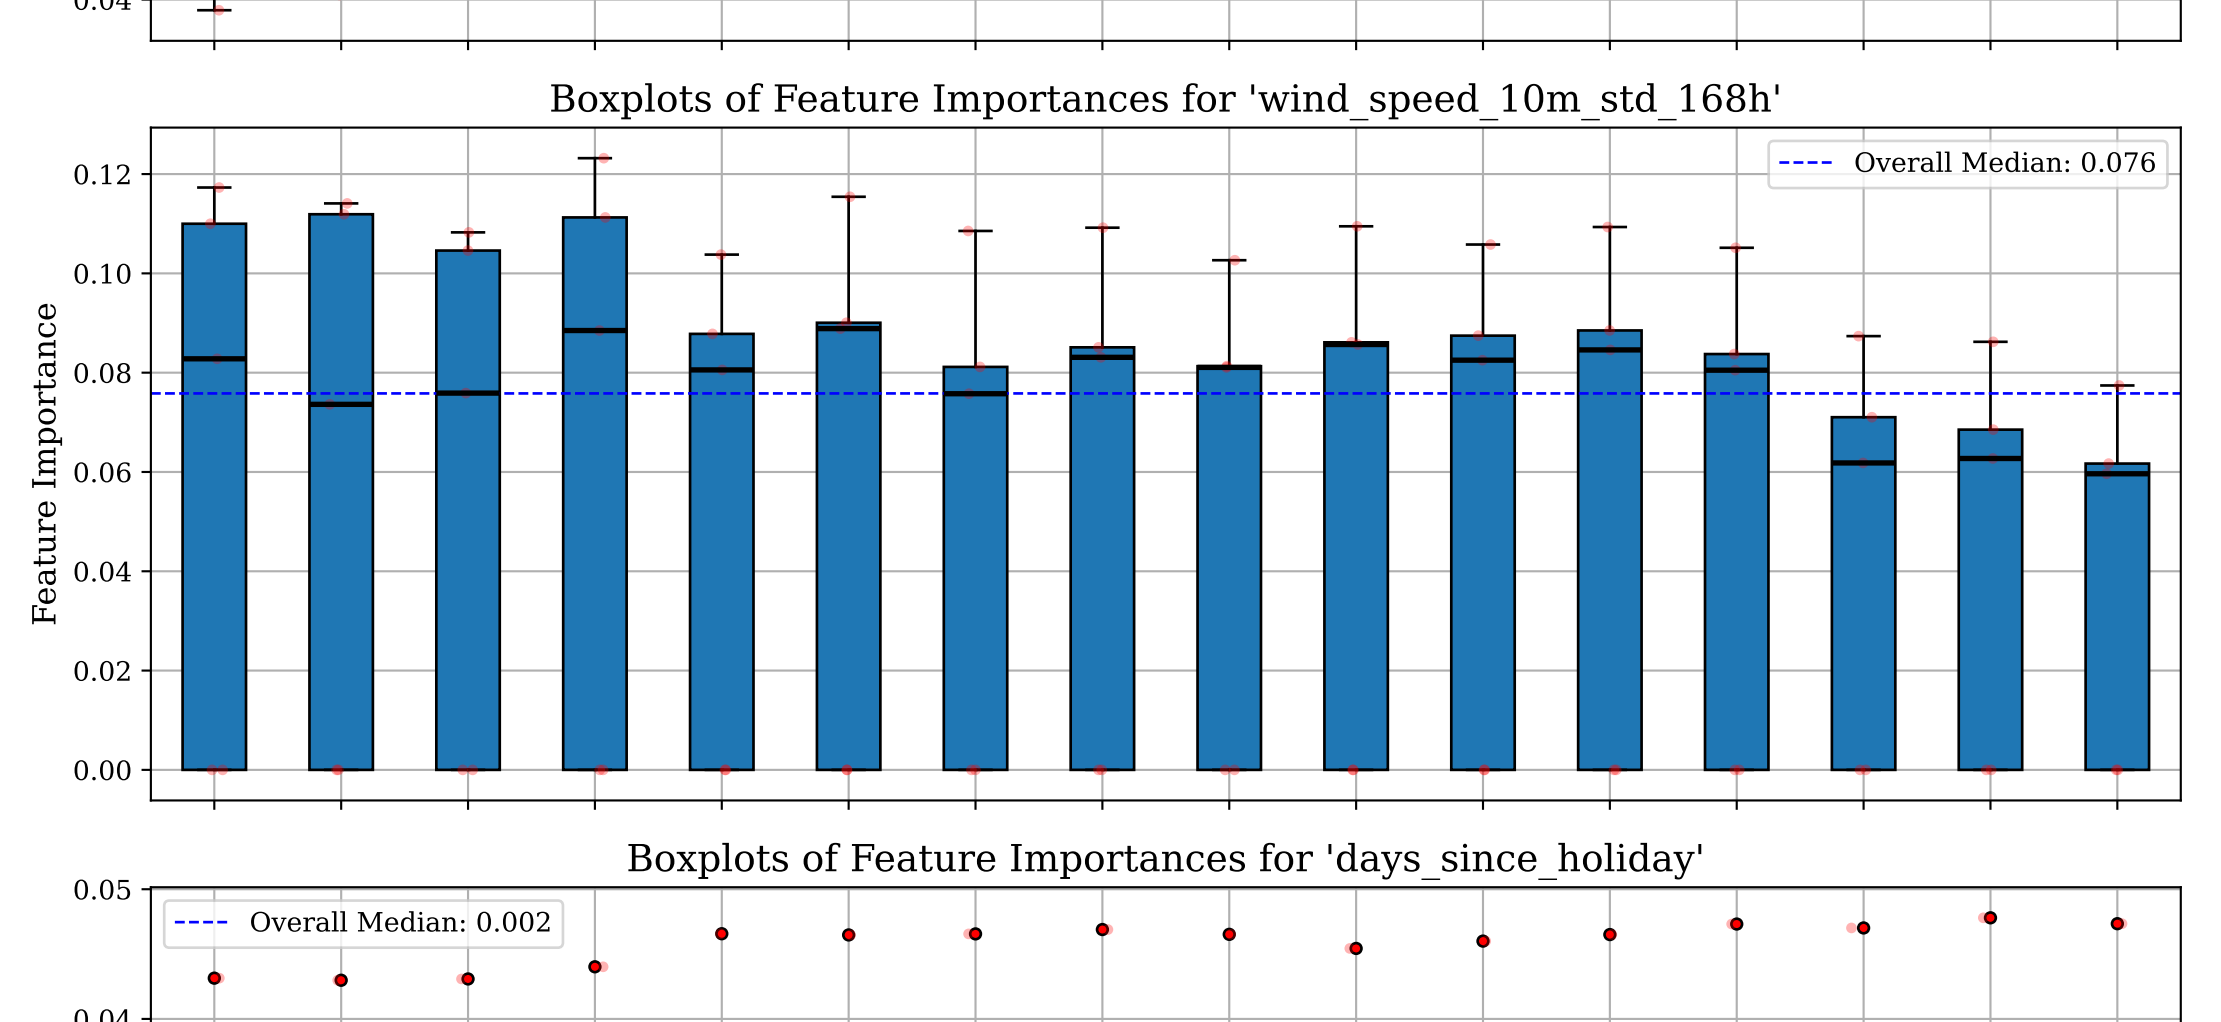 0.04
Boxplots of Feature Importances for 'wind_speed_10m_std_168h'
Overall Median: 0.076
0.12
0.10
0.08
0.06
0.04
0.02
0.00
Feature Importance
Boxplots of Feature Importances for 'days_since_holiday'
0.05
Overall Median: 0.002
0.04